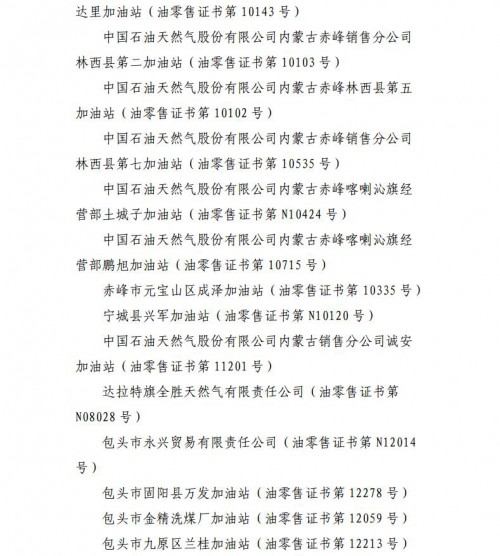 达里加油站（油零售证书第 10143 号）
中国石油天然气股份有限公司内蒙古赤峰销售分公司
林西县第二加油站（油零售证书第 10103 号）
中国石油天然气股份有限公司内蒙古赤峰林西县第五
加油站（油零售证书第 10102 号）
中国石油天然气股份有限公司内蒙古赤峰销售分公司
林西县第七加油站（油零售证书第 10535 号）
中国石油天然气股份有限公司内蒙古赤峰喀喇沁旗经
营部土城子加油站（油零售证书第 N10424 号）
中国石油天然气股份有限公司内蒙古赤峰喀喇沁旗经
营部鹏旭加油站（油零售证书第 10715 号）
赤峰市元宝山区成泽加油站（油零售证书第 10335 号）
宁城县兴军加油站（油零售证书第 N10120 号）
中国石油天然气股份有限公司内蒙古销售分公司诚安
加油站（油零售证书第 11201 号）
达拉特旗全胜天然气有限责任公司（油零售证书第
N08028 号）
包头市永兴贸易有限责任公司（油零售证书第 N12014
号）
包头市固阳县万发加油站（油零售证书第 12278 号）
包头市金精洗煤厂加油站（油零售证书第 12059 号）
包头市九原区兰桂加油站（油零售证书第 12213 号）